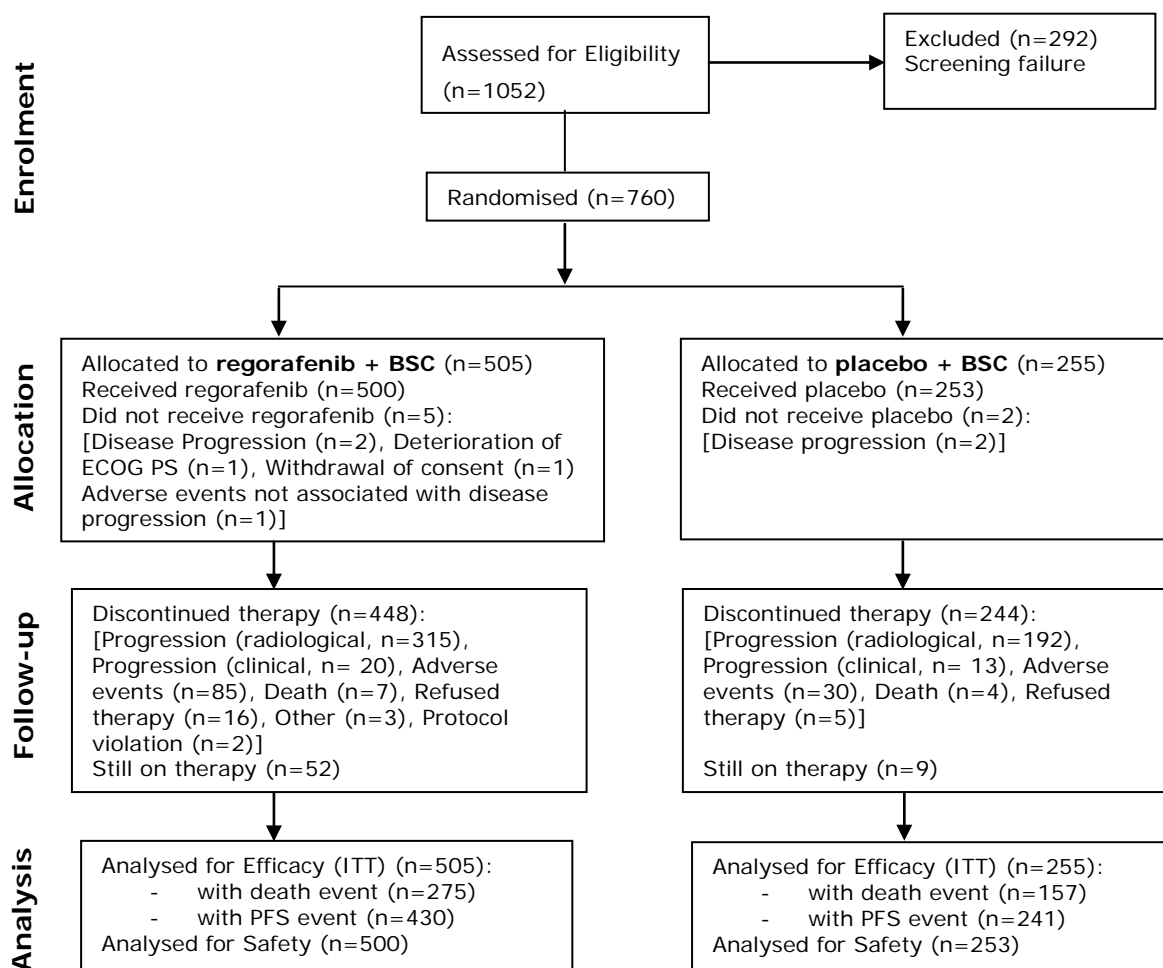 Enrolment
Assessed for Eligibility
(n=1052)
Excluded (n=292)
Screening failure
Randomised (n=760)
Allocation
Allocated to regorafenib + BSC (n=505)
Received regorafenib (n=500)
Did not receive regorafenib (n=5):
[Disease Progression (n=2), Deterioration of
ECOG PS (n=1), Withdrawal of consent (n=1)
Adverse events not associated with disease
progression (n=1)]
Allocated to placebo + BSC (n=255)
Received placebo (n=253)
Did not receive placebo (n=2):
[Disease progression (n=2)]
Follow-up
Discontinued therapy (n=448):
[Progression (radiological, n=315),
Progression (clinical, n= 20), Adverse
events (n=85), Death (n=7), Refused
therapy (n=16), Other (n=3), Protocol
violation (n=2)]
Still on therapy (n=52)
Discontinued therapy (n=244):
[Progression (radiological, n=192),
Progression (clinical, n= 13), Adverse
events (n=30), Death (n=4), Refused
therapy (n=5)]
Still on therapy (n=9)
Analysis
Analysed for Efficacy (ITT) (n=505):
- with death event (n=275)
- with PFS event (n=430)
Analysed for Safety (n=500)
Analysed for Efficacy (ITT) (n=255):
- with death event (n=157)
- with PFS event (n=241)
Analysed for Safety (n=253)